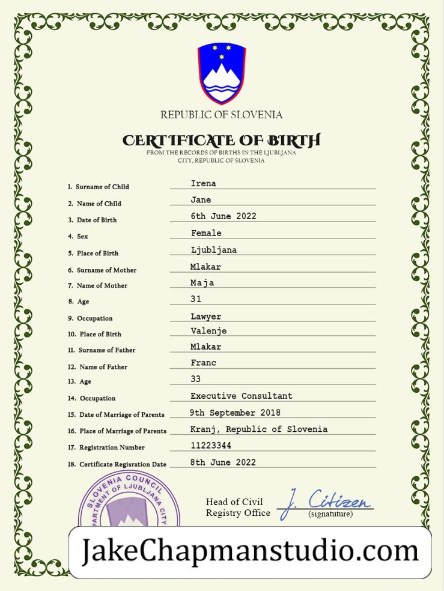 REPUBLIC OF SLOVENIA
CERTIFICATE OF BIRTH
FROM THE RECORDS OF BIRTHS IN THE LJUBLJANA
CITY, REPUBLIC OF SLOVENIA
1. Surname of Child Irena
2. Name of Child Jane
3. Date of Birth 6th June 2022
4. Sex Female
5. Place of Birth Ljubljana
6. Surname of Mother Mlakar
7. Name of Mother Maja
8. Age 31
9. Occupation Lawyer
10. Place of Birth Valenje
11. Surname of Father Mlakar
12. Name of Father Franc
13. Age 33
14. Occupation Executive Consultant
15. Date of Marriage of Parents 9th September 2018
16. Place of Marriage of Parents Kranj, Republic of Slovenia
17. Registration Number 11223344
18. Certificate Regisration Date 8th June 2022
SLOVENIA COUNCIL
PARTMENT OF LJUBLJANA CITY
Head of Civil J. Citizen
Registry Office (signature)
JakeChapmanstudio.com